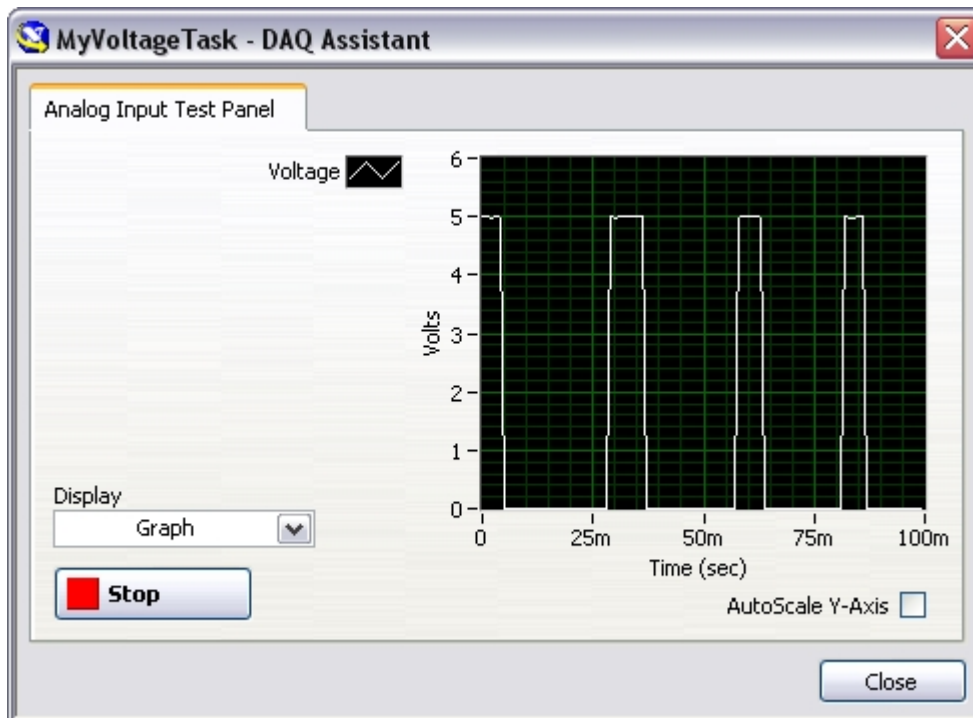 MyVoltageTask - DAQ Assistant
Analog Input Test Panel
Voltage
6
5
4
3
2
1
0
Volts
0 25m 50m 75m 100m
Time (sec)
Display
Graph
Stop
AutoScale Y-Axis
Close